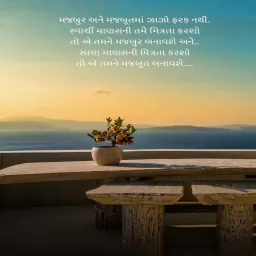 મજબુર અને મજબૂતમાં ઝાઝો ફરક નથી.
સ્વાર્થી માણસની તમે મિત્રતા કરશો
તો એ તમને મજબુર બનાવશે અને..
સાચા માણસની મિત્રતા કરશો
તો એ તમને મજબૂત બનાવશે....